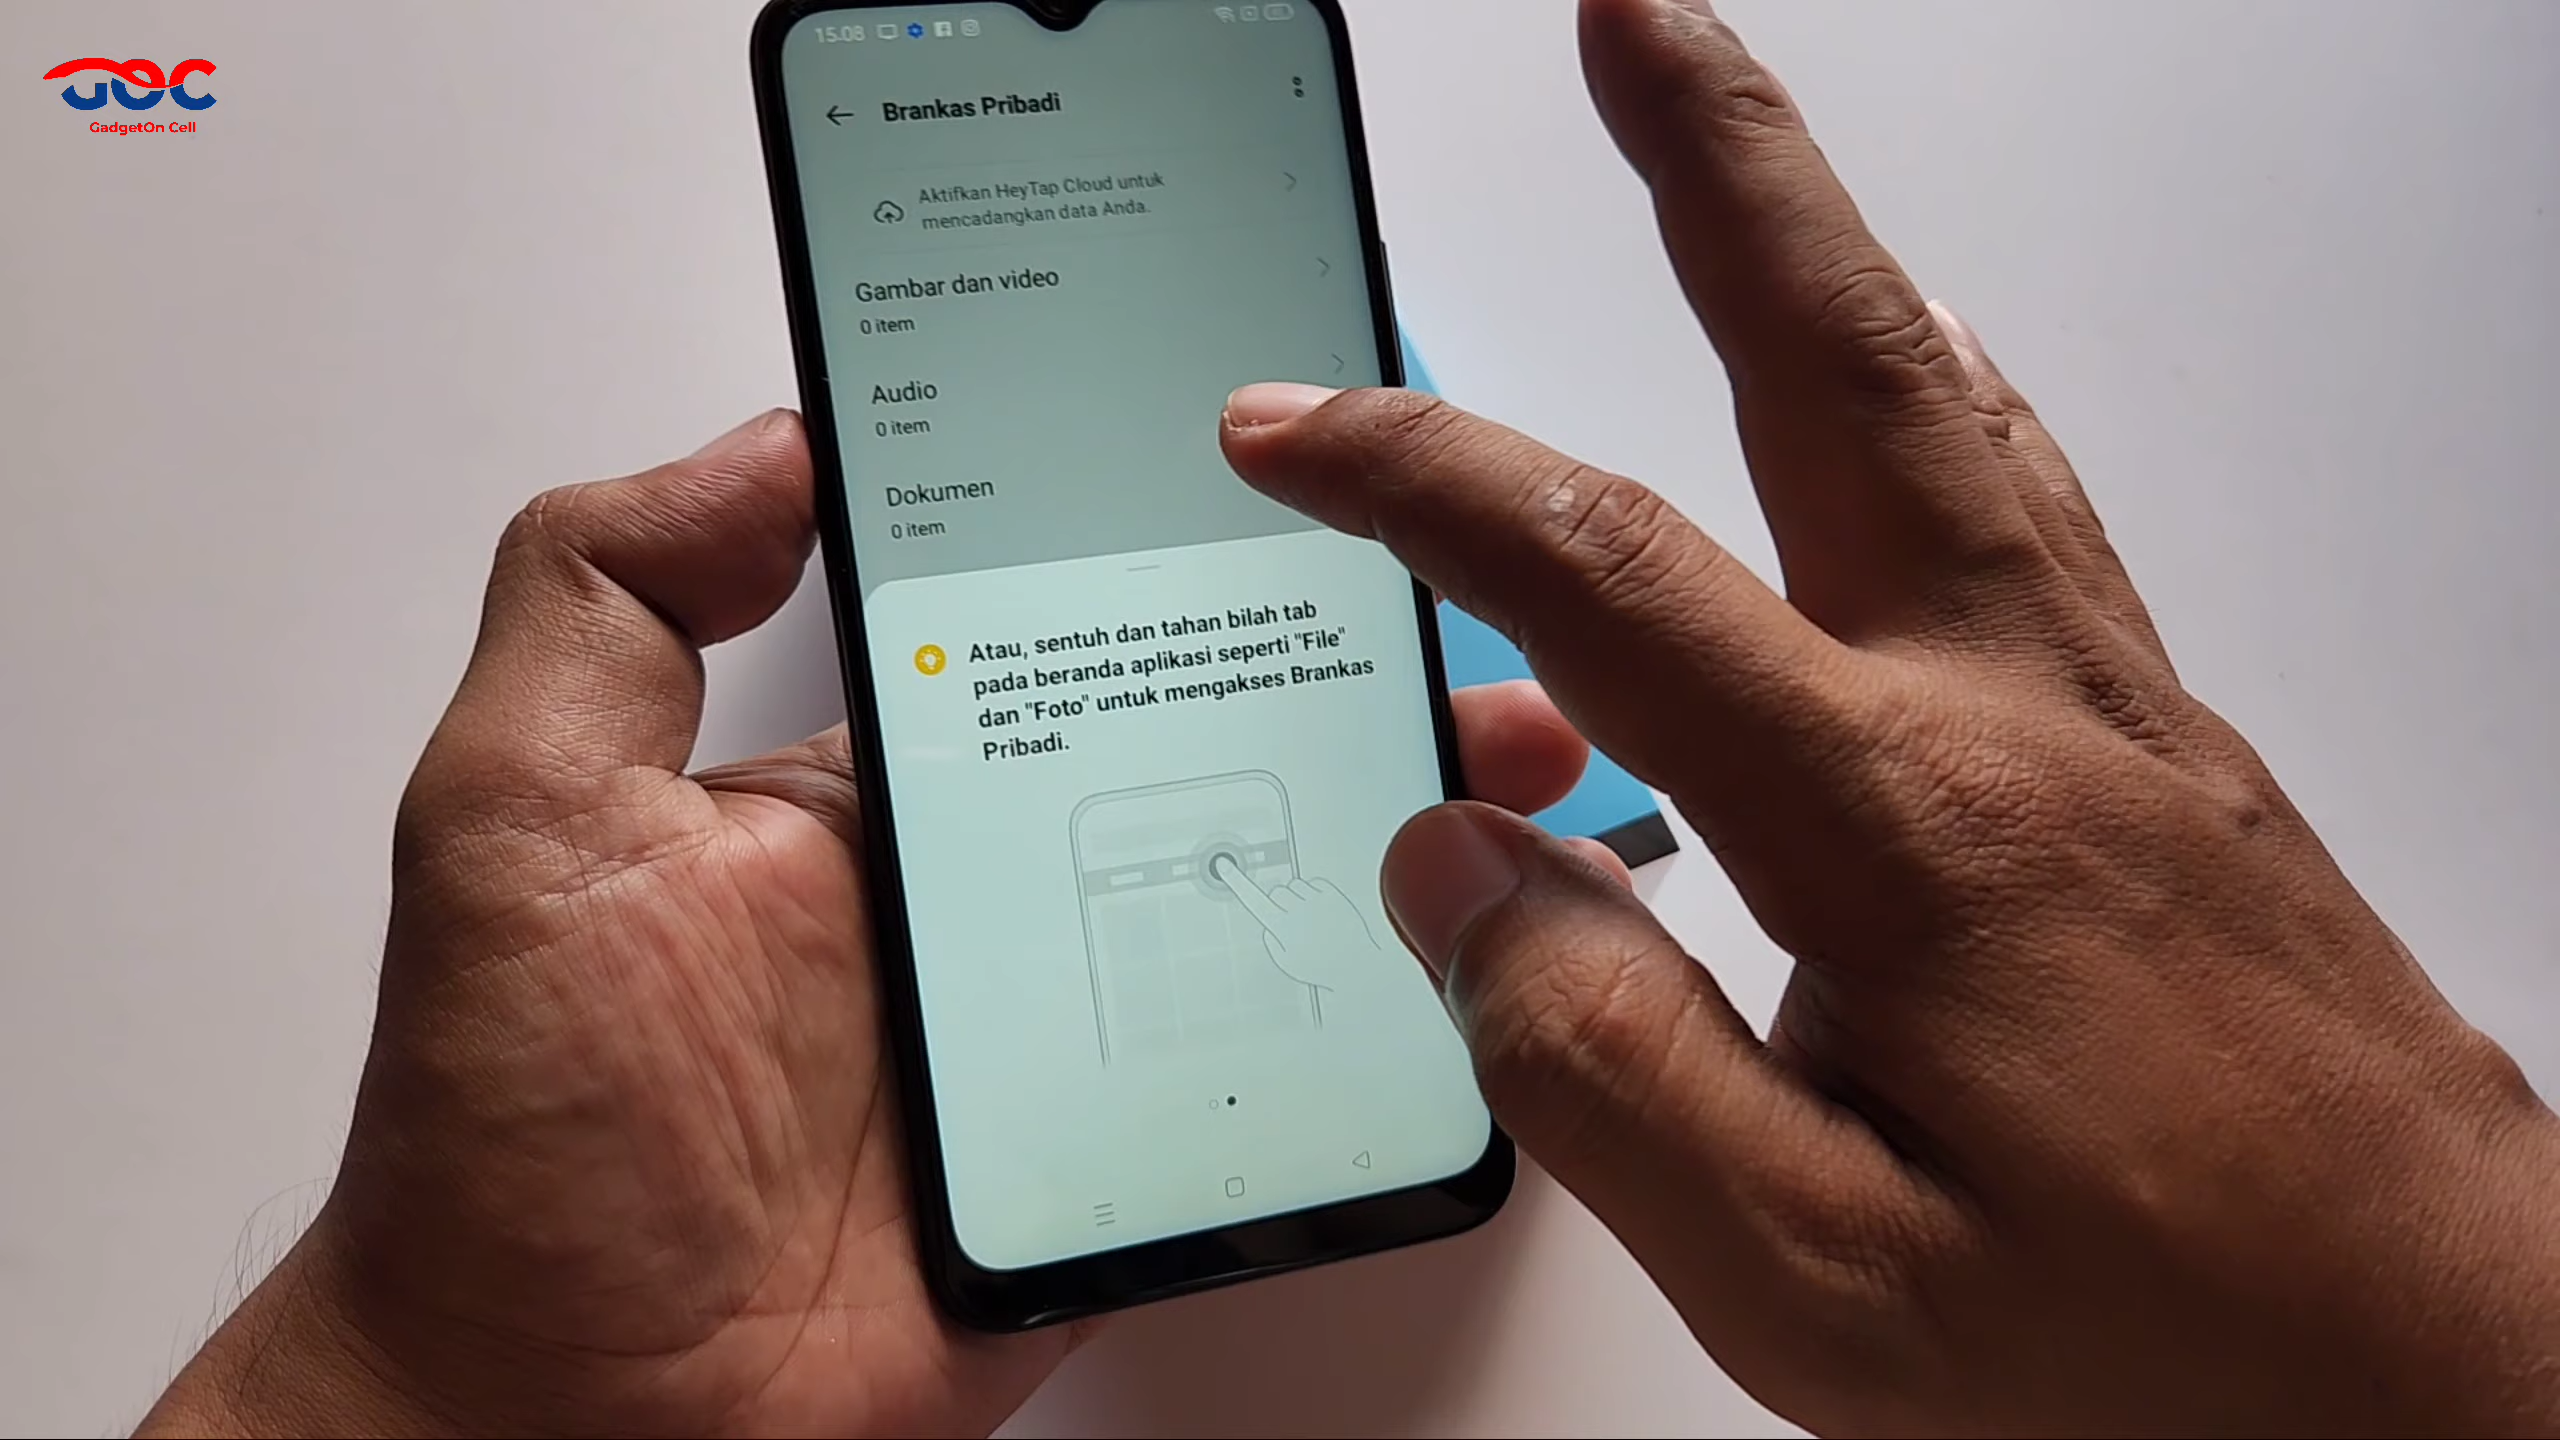 GOC
GadgetOn Cell
15.08
Brankas Pribadi
Aktifkan HeyTap Cloud untuk
mencadangkan data Anda.
Gambar dan video
0 item
Audio
0 item
Dokumen
0 item
Atau, sentuh dan tahan bilah tab
pada beranda aplikasi seperti "File"
dan "Foto" untuk mengakses Brankas
Pribadi.